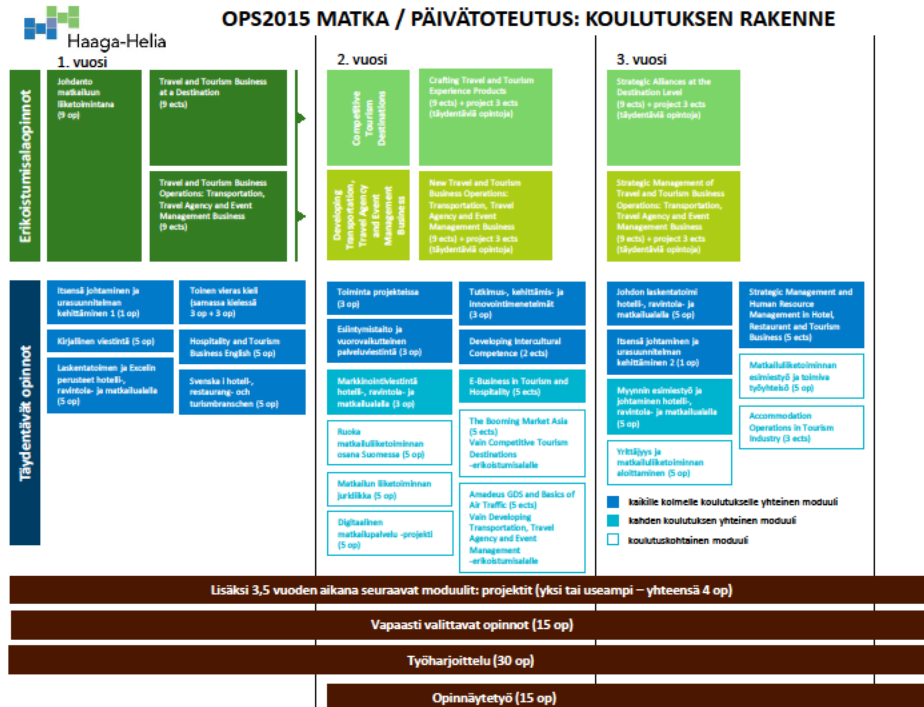 OPS2015 MATKA / PÄIVÄTOTEUTUS: KOULUTUKSEN RAKENNE
Haaga-Helia
1. vuosi
2. vuosi
3. vuosi
Erikoistumisalaopinnot
Johdanto
matkailuun
liiketoimintana
(9 op)
Travel and Tourism Business
at a Destination
(9 ects)
Travel and Tourism Business
Operations: Transportation,
Travel Agency and Event
Management Business
(9 ects)
Competitive
Tourism
Destinations
Crafting Travel and Tourism
Experience Products
(9 ects) + project 3 ects
(täydentäviä opintoja)
Developing
Transportation,
Travel Agency
and Event
Management
Business
New Travel and Tourism
Business Operations:
Transportation, Travel
Agency and Event
Management Business
(9 ects) + project 3 ects
(täydentäviä opintoja)
Strategic Alliances at the
Destination Level
(9 ects) + project 3 ects
(täydentäviä opintoja)
Strategic Management of
Travel and Tourism Business
Operations: Transportation,
Travel Agency and Event
Management Business
(9 ects) + project 3 ects
(täydentäviä opintoja)
Täydentävät opinnot
Itsensä johtaminen ja
urasuunnitelman
kehittäminen 1 (1 op)
Kirjallinen viestintä (5 op)
Laskentatoimen ja Excelin
perusteet hotelli-,
ravintola- ja matkailualalla
(5 op)
Toinen vieras kieli
(samassa kielessä
3 op + 3 op)
Hospitality and Tourism
Business English (5 op)
Svenska i hotell-,
restaurang- och
turismbranschen (5 op)
Toiminta projekteissa
(3 op)
Esiintymistaito ja
vuorovaikutteinen
palveluviestintä (3 op)
Markkinointiviestintä
hotelli-, ravintola- ja
matkailualalla (3 op)
Ruoka
matkailuliiketoiminnan
osana Suomessa (5 op)
Matkailun liiketoiminnan
juridiikka (5 op)
Digitaalinen
matkailupalvelu -projekti
(5 op)
Tutkimus-, kehittämis- ja
innovointimenetelmät
(3 op)
Developing Intercultural
Competence (2 ects)
E-Business in Tourism and
Hospitality (5 ects)
The Booming Market Asia
(5 ects)
Vain Competitive Tourism
Destinations
-erikoistumisalalle
Amadeus GDS and Basics of
Air Traffic (5 ects)
Vain Developing
Transportation, Travel
Agency and Event
Management
-erikoistumisalalle
Johdon laskentatoimi
hotelli-, ravintola- ja
matkailualalla (5 op)
Itsensä johtaminen ja
urasuunnitelman
kehittäminen 2 (1 op)
Myynnin esimiestyö ja
johtaminen hotelli-,
ravintola- ja matkailualalla
(5 op)
Yrittäjyys ja
matkailuliiketoiminnan
aloittaminen (5 op)
Strategic Management and
Human Resource
Management in Hotel,
Restaurant and Tourism
Business (5 ects)
Matkailuliiketoiminnan
esimiestyö ja toimiva
työyhteisö (5 op)
Accommodation
Operations in Tourism
Industry (3 ects)
kaikille kolmelle koulutukselle yhteinen moduuli
kahden koulutuksen yhteinen moduuli
koulutuskohtainen moduuli
Lisäksi 3,5 vuoden aikana seuraavat moduulit: projektit (yksi tai useampi – yhteensä 4 op)
Vapaasti valittavat opinnot (15 op)
Työharjoittelu (30 op)
Opinnäytetyö (15 op)